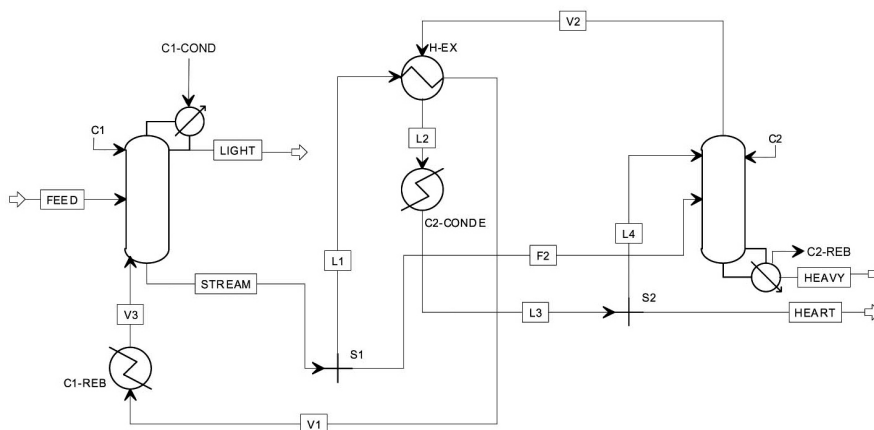 V2
H-EX
C1-COND
C1
LIGHT
L2
C2
FEED
C2-CONDE
L4
C2-REB
L1
F2
HEAVY
STREAM
V3
L3
S2
HEART
S1
C1-REB
V1